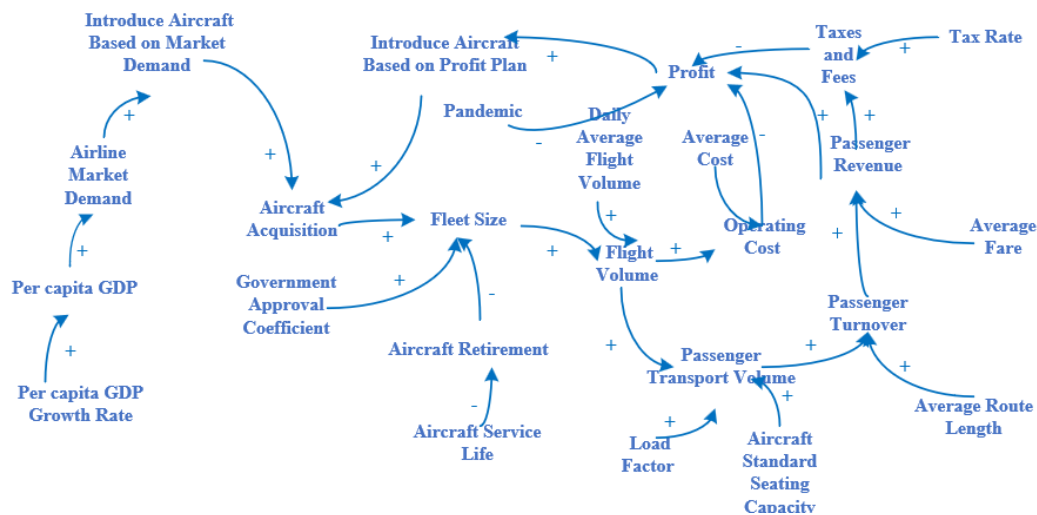 Introduce Aircraft
Based on Market
Demand
+
Airline
Market
Demand
+
Per capita GDP
+
Per capita GDP
Growth Rate
+
Aircraft
Acquisition
Introduce Aircraft
Based on Profit Plan
+
+
Pandemic
-
Profit
-
Taxes
and
Fees
+
Tax Rate
+
+
Passenger
Revenue
Daily
Average
Flight
Volume
+
Average
Cost
-
Operating
Cost
+
Fleet Size
+
Flight
Volume
+
+
Average
Fare
+
Government
Approval
Coefficient
+
-
Aircraft Retirement
-
Aircraft Service
Life
+
Passenger
Transport Volume
+
Passenger
Turnover
+
Average Route
Length
+
Load
Factor
+
Aircraft
Standard
Seating
Capacity